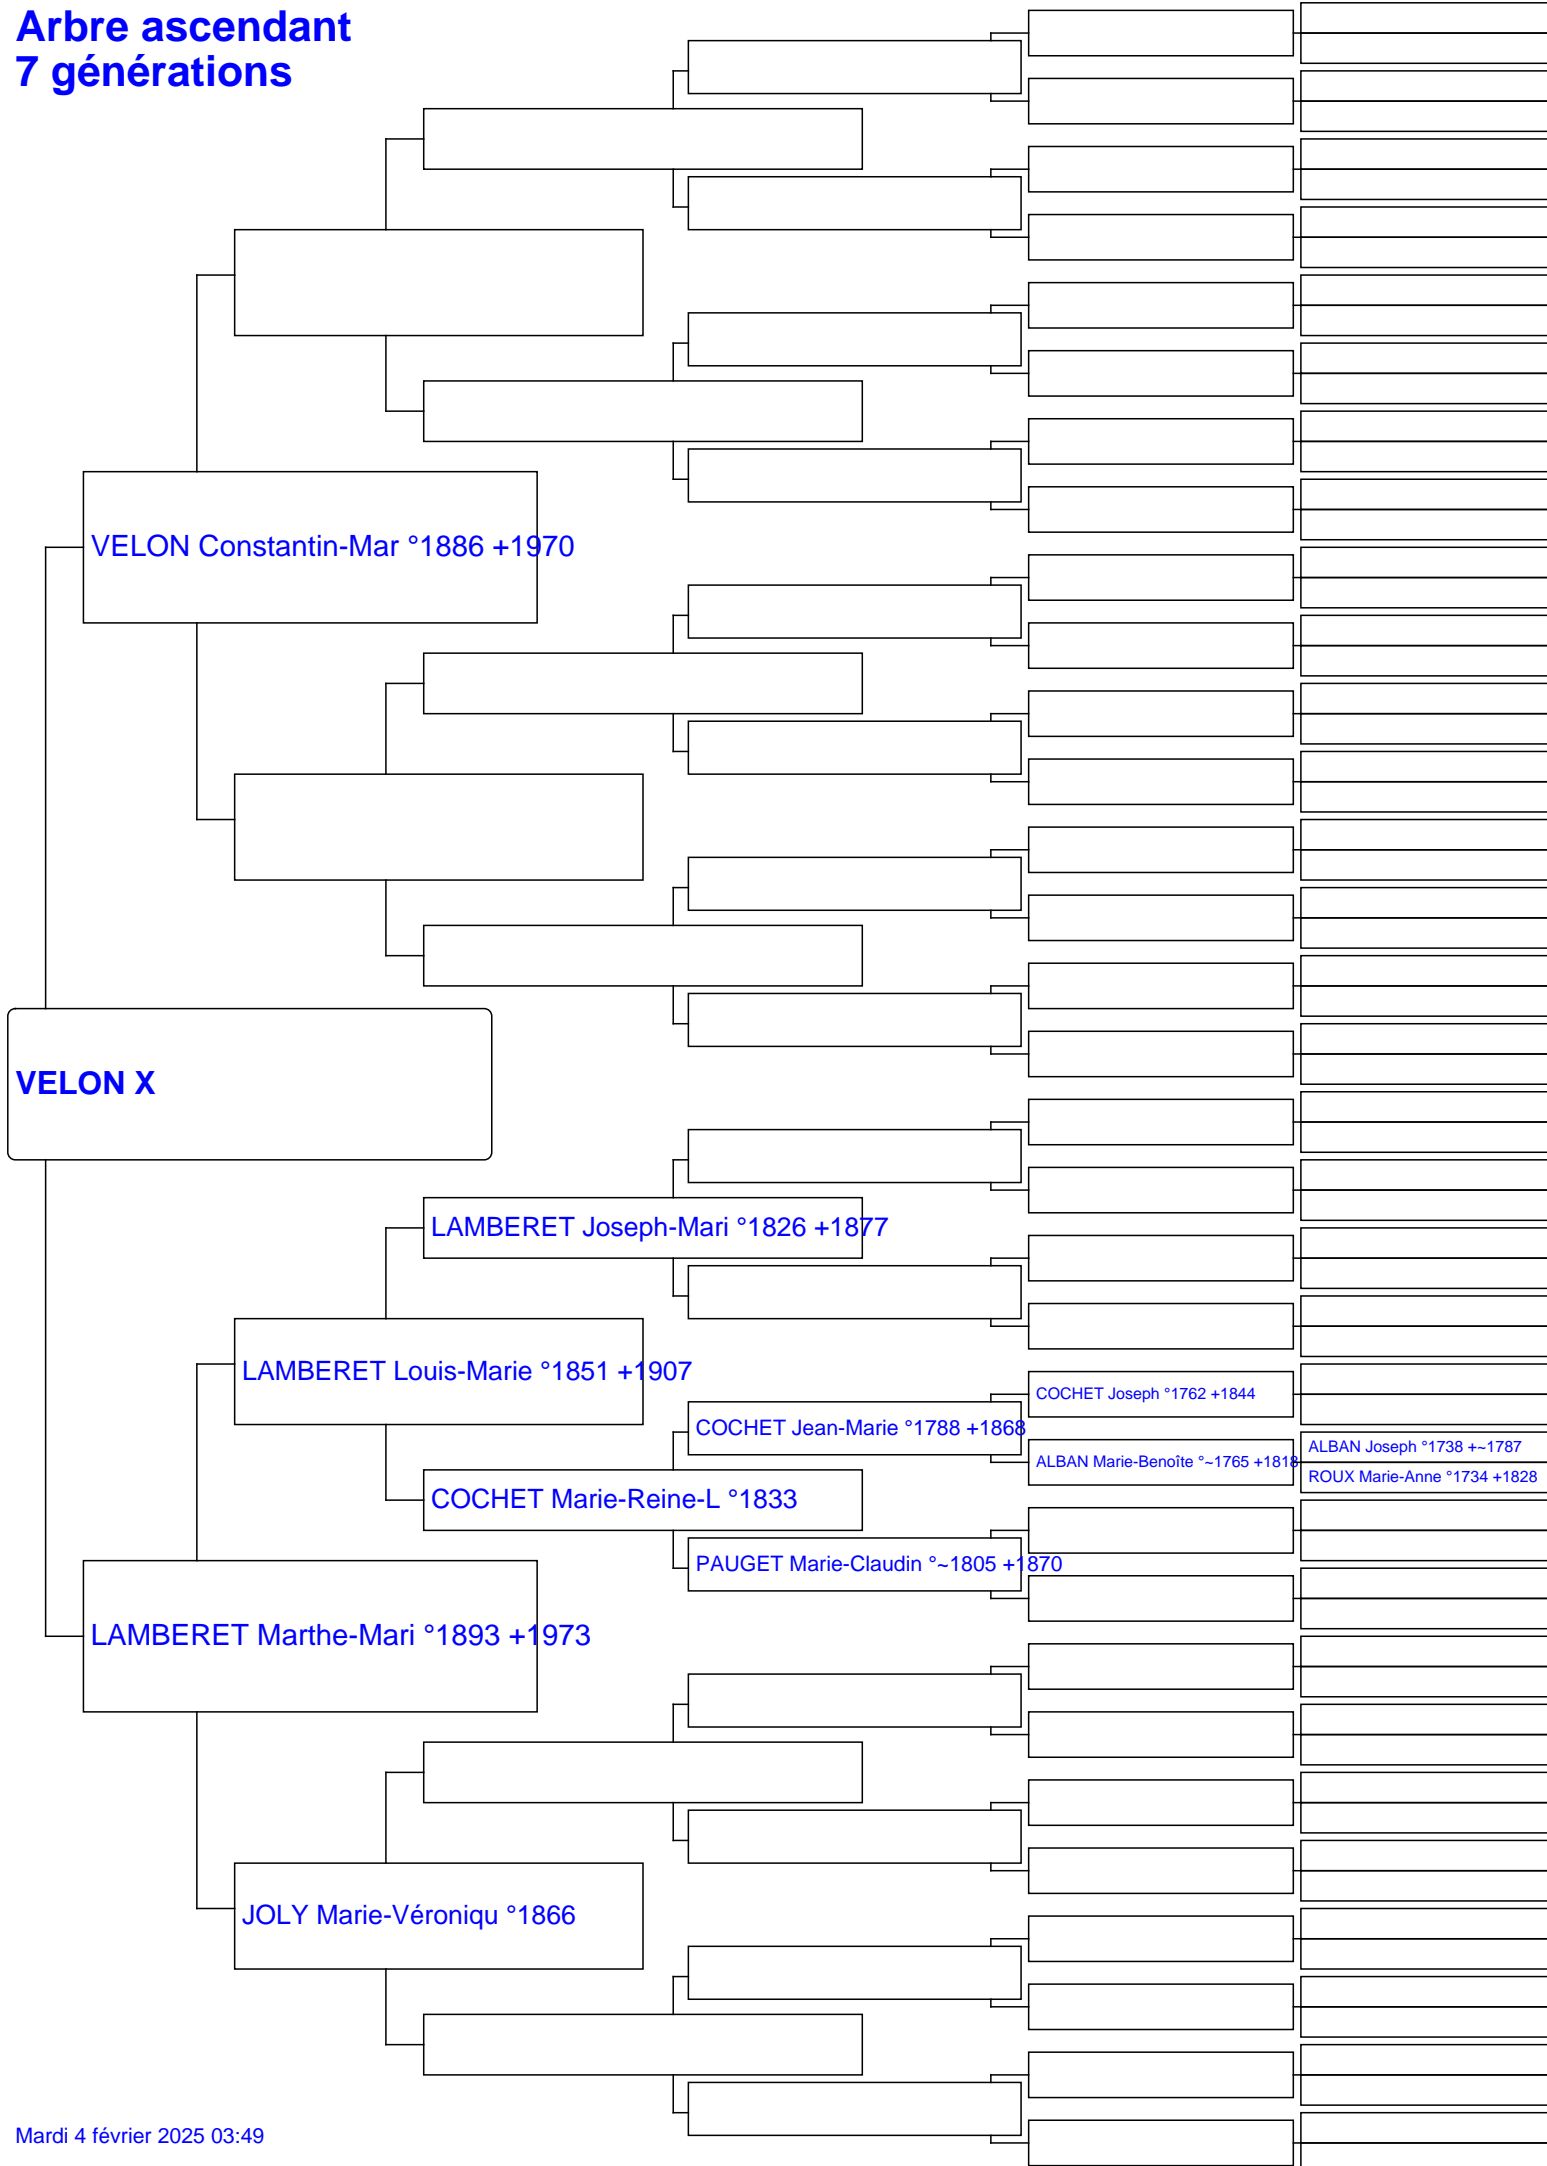 Arbre ascendant
7 générations
VELON Constantin-Mar °1886 +1970
VELON X
LAMBERET Joseph-Mari °1826 +1877
LAMBERET Louis-Marie °1851 +1907
COCHET Joseph °1762 +1844
COCHET Jean-Marie °1788 +1868
ALBAN Joseph °1738 +~1787
ALBAN Marie-Benoîte °~1765 +1818
ROUX Marie-Anne °1734 +1828
COCHET Marie-Reine-L °1833
PAUGET Marie-Claudin °~1805 +1870
LAMBERET Marthe-Mari °1893 +1973
JOLY Marie-Véroniqu °1866
Mardi 4 février 2025 03:49